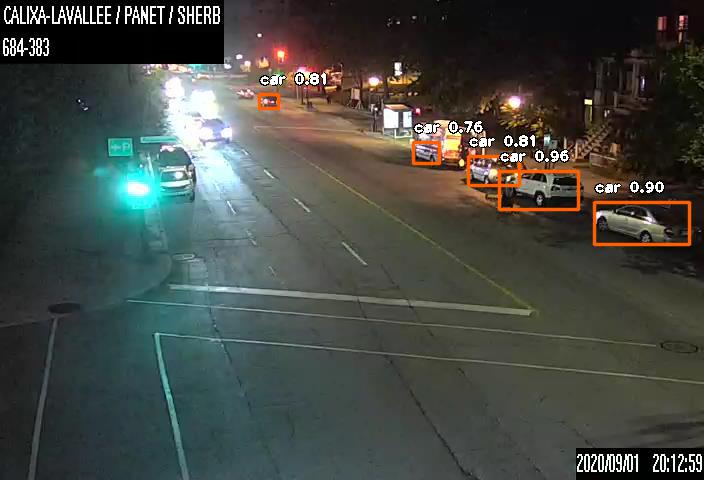 CALIXA-LAVALLEE / PANET / SHERB
684-383
car 0.81
car 0.76
car 0.81
car 0.96
car 0.90
P
2020/09/01 20:12:59